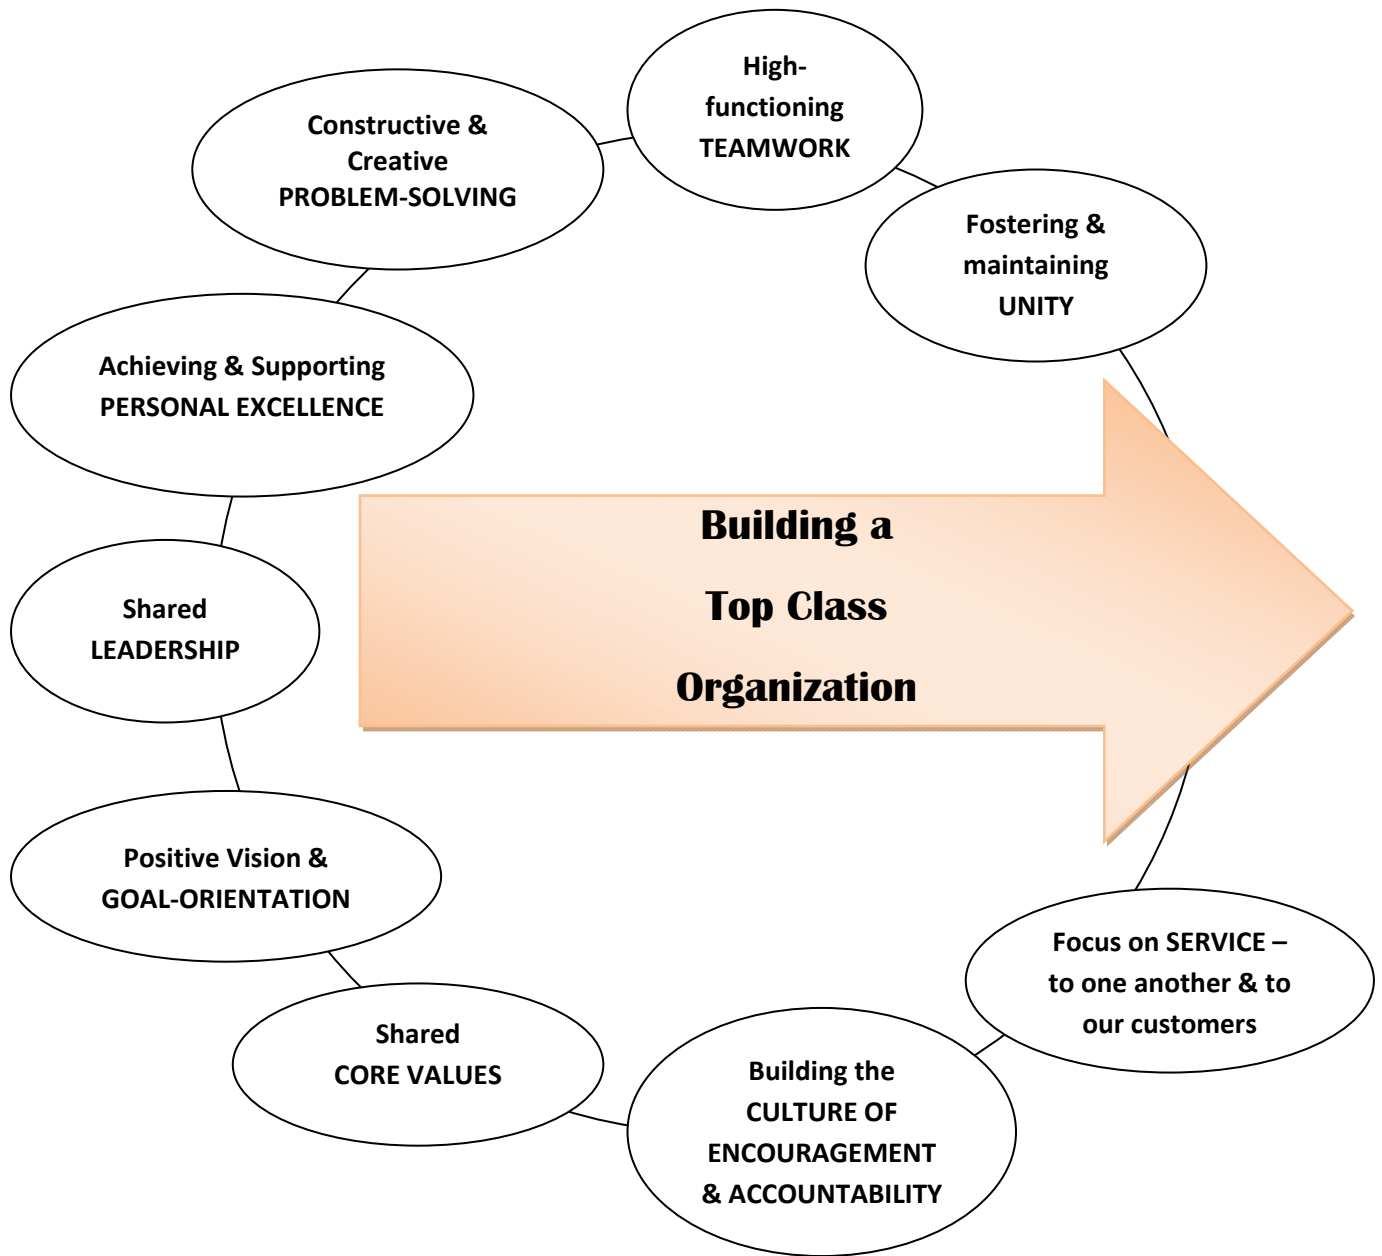 High-
functioning
TEAMWORK
Constructive &
Creative
PROBLEM-SOLVING
Fostering &
maintaining
UNITY
Achieving & Supporting
PERSONAL EXCELLENCE
Building a
Top Class
Organization
Shared
LEADERSHIP
Positive Vision &
GOAL-ORIENTATION
Focus on SERVICE –
to one another & to
our customers
Shared
CORE VALUES
Building the
CULTURE OF
ENCOURAGEMENT
& ACCOUNTABILITY